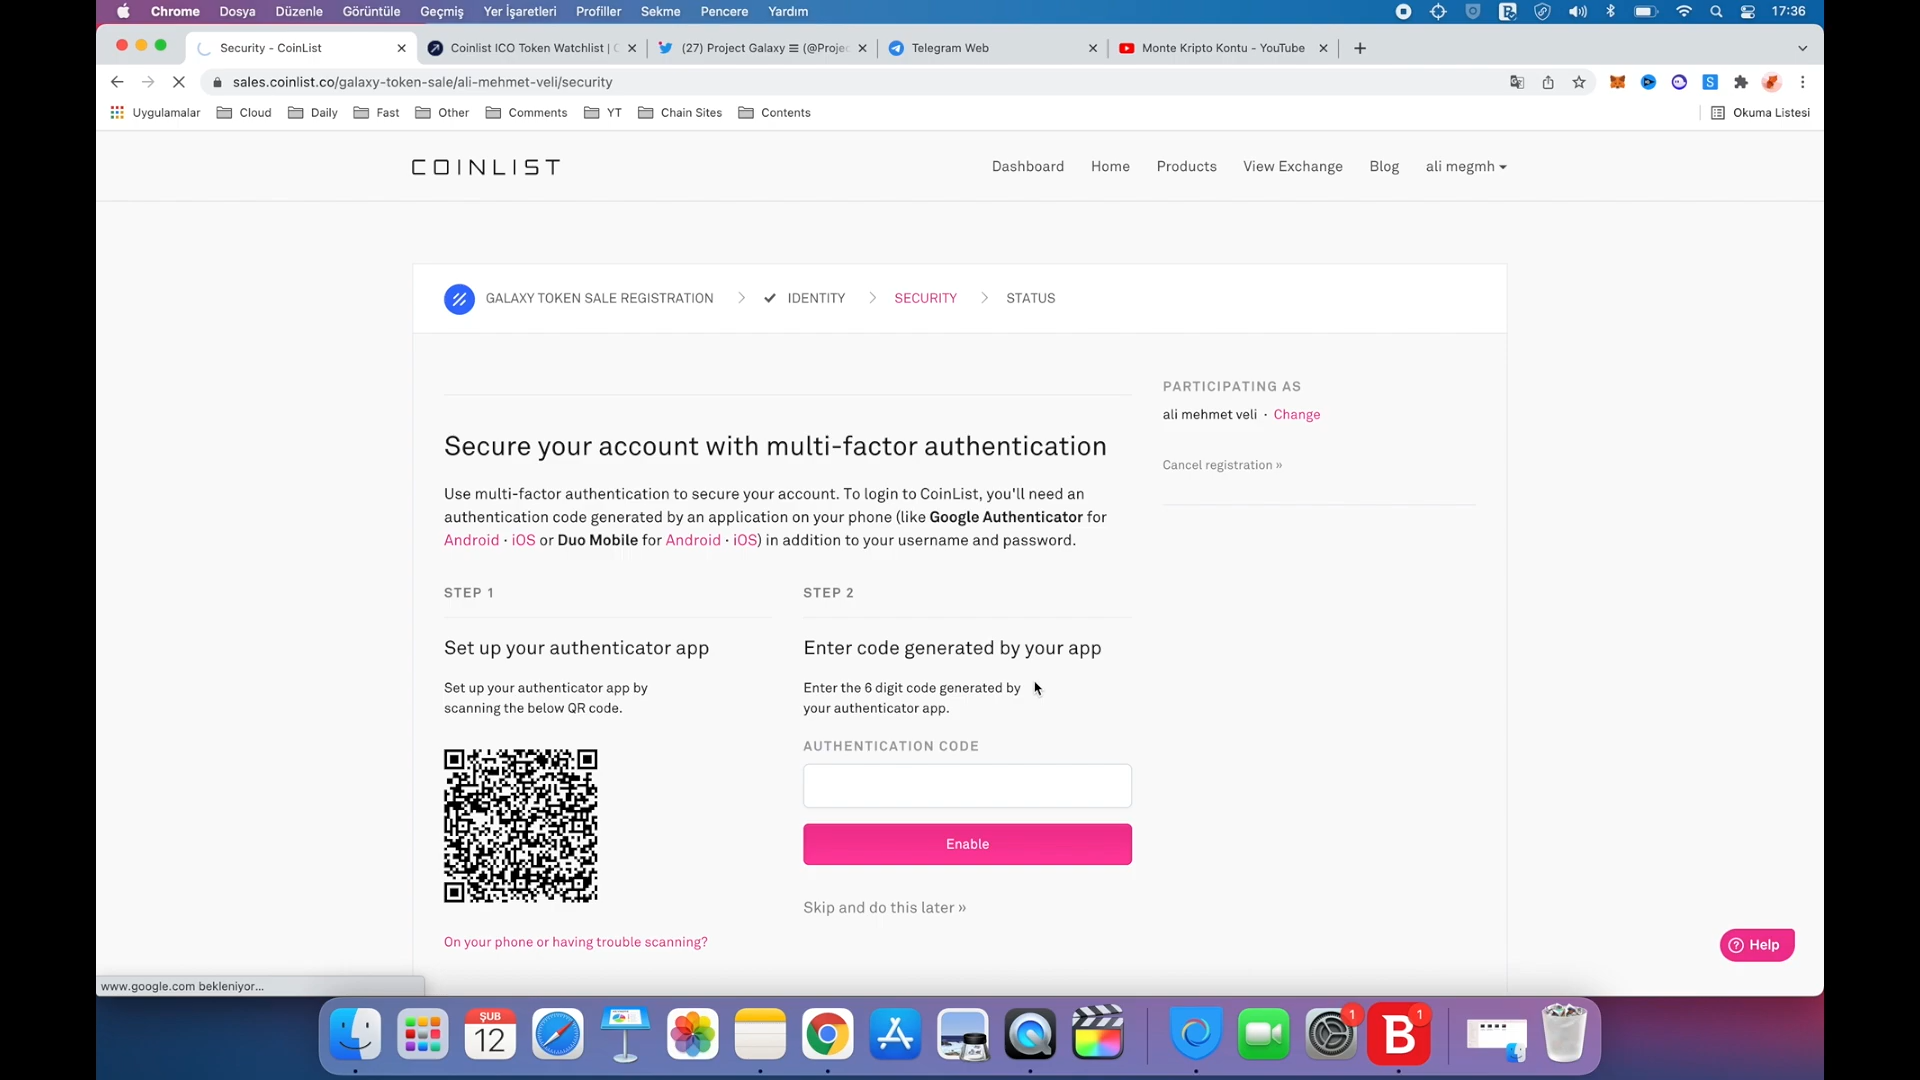 Chrome Dosya Düzenle Görüntüle Geçmiş Yer İşaretleri Profiller Sekme Pencere Yardım 17:36
Security - CoinList Coinlist ICO Token Watchlist | C (27) Project Galaxy (@Proje Telegram Web Monte Kripto Kontu - YouTube
sales.coinlist.co/galaxy-token-sale/ali-mehmet-veli/security
Uygulamalar Cloud Daily Fast Other Comments YT Chain Sites Contents Okuma Listesi
COINLIST Dashboard Home Products View Exchange Blog ali megmh
GALAXY TOKEN SALE REGISTRATION IDENTITY SECURITY STATUS
PARTICIPATING AS
ali mehmet veli · Change
Cancel registration »
Secure your account with multi-factor authentication
Use multi-factor authentication to secure your account. To login to CoinList, you'll need an
authentication code generated by an application on your phone (like Google Authenticator for
Android · iOS or Duo Mobile for Android · iOS) in addition to your username and password.
STEP 1
Set up your authenticator app
Set up your authenticator app by
scanning the below QR code.
On your phone or having trouble scanning?
STEP 2
Enter code generated by your app
Enter the 6 digit code generated by
your authenticator app.
AUTHENTICATION CODE
Enable
Skip and do this later »
Help
www.google.com bekleniyor...
ŞUB
12
1
B
1